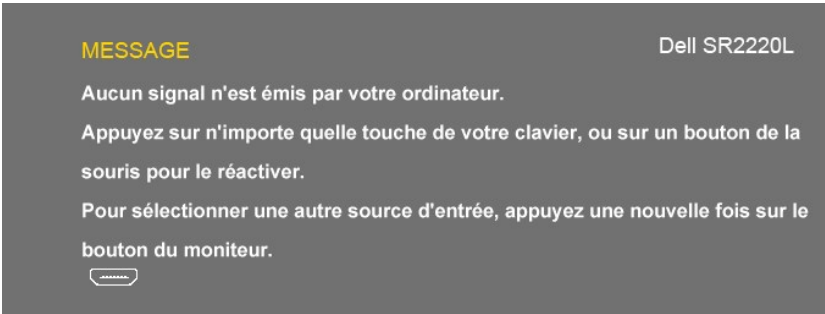 MESSAGE
Dell SR2220L
Aucun signal n'est émis par votre ordinateur.
Appuyez sur n'importe quelle touche de votre clavier, ou sur un bouton de la
souris pour le réactiver.
Pour sélectionner une autre source d'entrée, appuyez une nouvelle fois sur le
bouton du moniteur.